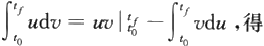 ∫_{t_0}^{t_f} u dv = uv |_{t_0}^{t_f} − ∫_{t_0}^{t_f} v du ,得